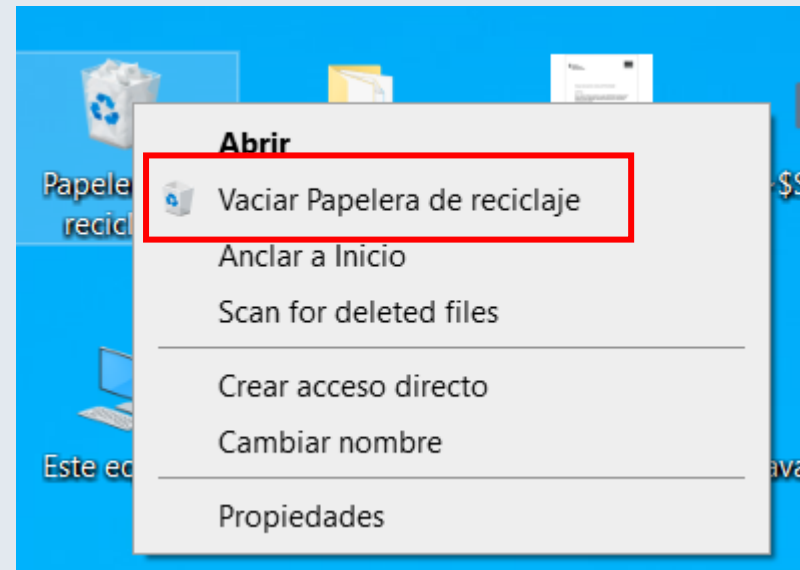 Abrir
Vaciar Papelera de reciclaje
Anclar a Inicio
Scan for deleted files
Crear acceso directo
Cambiar nombre
Propiedades